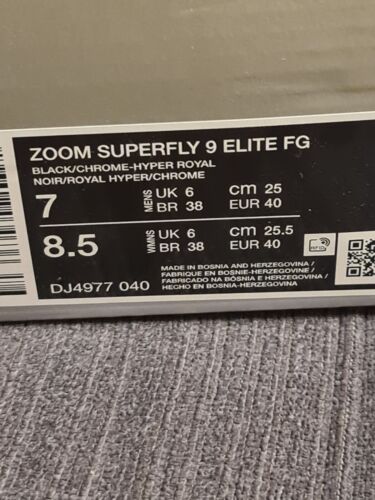 ZOOM SUPERFLY 9 ELITE FG
BLACK/CHROME-HYPER ROYAL
NOIR/ROYAL HYPER/CHROME
7 MENS UK 6 CM 25
BR 38 EUR 40
8.5 WMNS UK 6 CM 25.5
BR 38 EUR 40
MADE IN BOSNIA AND HERZEGOVINA /
FABRIQUE EN BOSNIE-HERZEGOVINE /
FABRICADO NA BÓSNIA E HERZEGOVINA /
HECHO EN BOSNIA-HERZEGOVINA
DJ4977 040